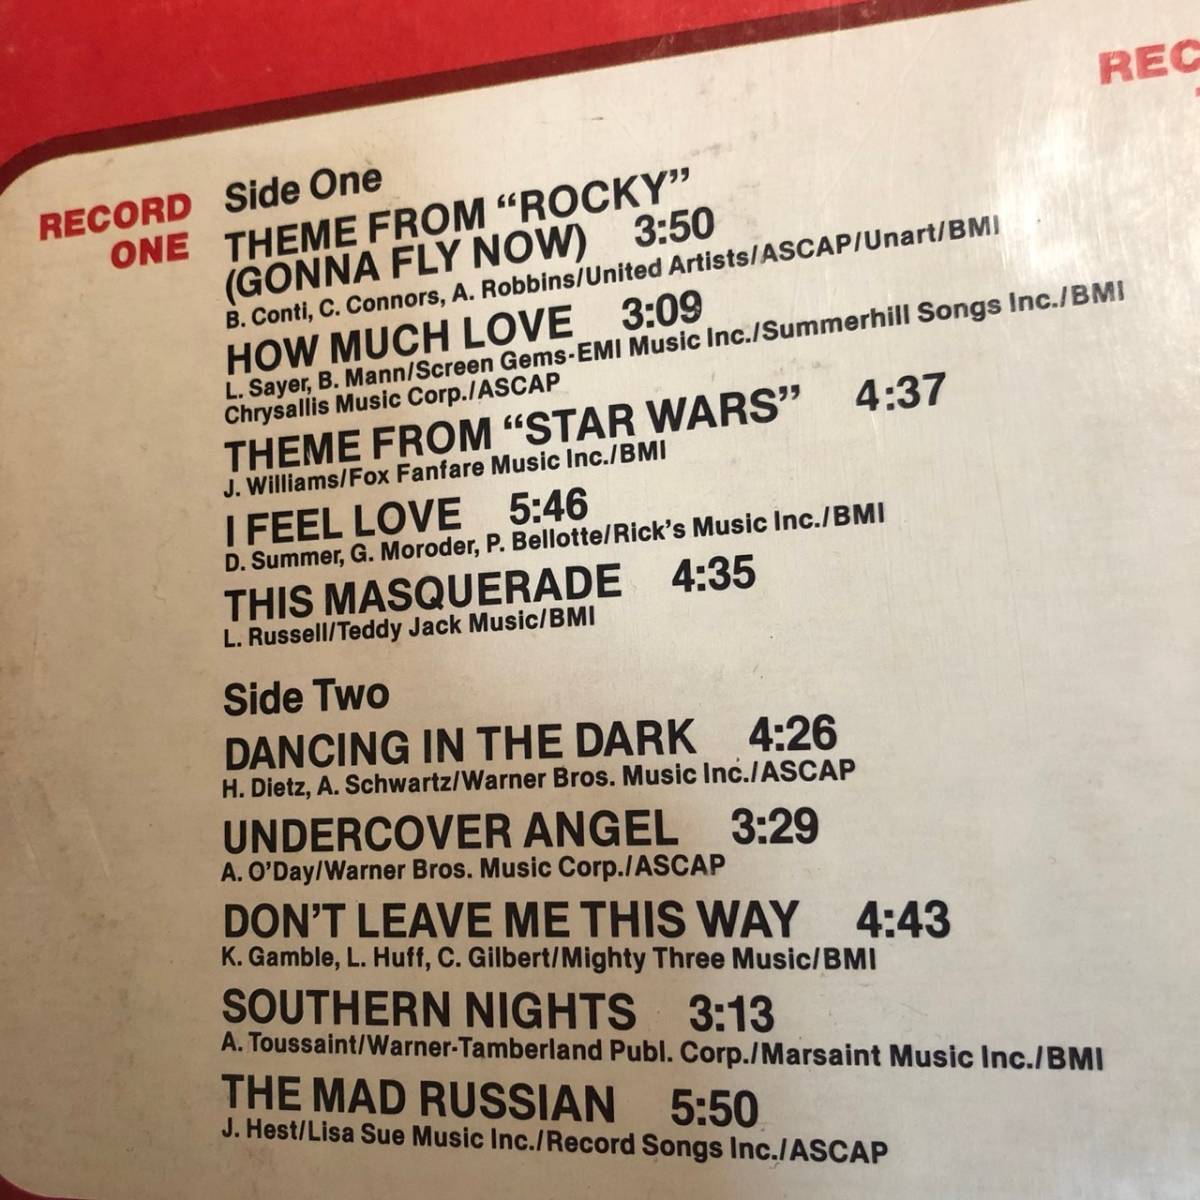 RECORD
ONE
Side One
THEME FROM “ROCKY”
(GONNA FLY NOW) 3:50
B. Conti, C. Connors, A. Robbins/United Artists/ASCAP/Unart/BMI
HOW MUCH LOVE 3:09
L. Sayer, B. Mann/Screen Gems-EMI Music Inc./Summerhill Songs Inc./BMI
Chrysallis Music Corp./ASCAP
THEME FROM “STAR WARS” 4:37
J. Williams/Fox Fanfare Music Inc./BMI
I FEEL LOVE 5:46
D. Summer, G. Moroder, P. Bellotte/Rick’s Music Inc./BMI
THIS MASQUERADE 4:35
L. Russell/Teddy Jack Music/BMI
Side Two
DANCING IN THE DARK 4:26
H. Dietz, A. Schwartz/Warner Bros. Music Inc./ASCAP
UNDERCOVER ANGEL 3:29
A. O’Day/Warner Bros. Music Corp./ASCAP
DON’T LEAVE ME THIS WAY 4:43
K. Gamble, L. Huff, C. Gilbert/Mighty Three Music/BMI
SOUTHERN NIGHTS 3:13
A. Toussaint/Warner-Tamberland Publ. Corp./Marsaint Music Inc./BMI
THE MAD RUSSIAN 5:50
J. Hest/Lisa Sue Music Inc./Record Songs Inc./ASCAP
REC